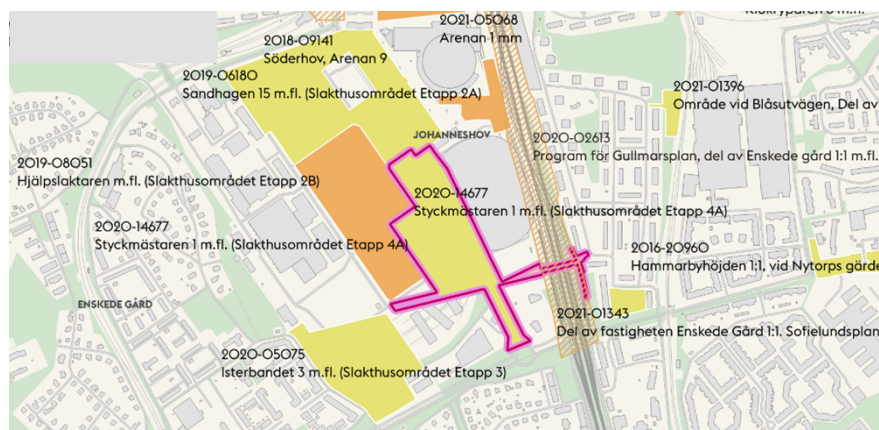 Klockrypären 8 m.fl.
2021-05068
Arenan 1 mm
2018-09141
Söderhov, Arenan 9
2019-06180
Sandhagen 15 m.fl. (Slakthusområdet Etapp 2A)
2021-01396
Område vid Blåsutvägen, Del av
JOHANNESHOV
2020-02613
Program för Gullmarsplan, del av Enskede gård 1:1 m.fl.
2019-08051
Hjälpslaktaren m.fl. (Slakthusområdet Etapp 2B)
2020-14677
Styckmästaren 1 m.fl. (Slakthusområdet Etapp 4A)
2020-14677
Styckmästaren 1 m.fl. (Slakthusområdet Etapp 4A)
2016-20960
Hammarbyhöjden 1:1, vid Nytorps gärde
ENSKEDE GÅRD
2021-01343
Del av fastigheten Enskede Gård 1:1. Sofielundsplan
2020-05075
Isterbandet 3 m.fl. (Slakthusområdet Etapp 3)